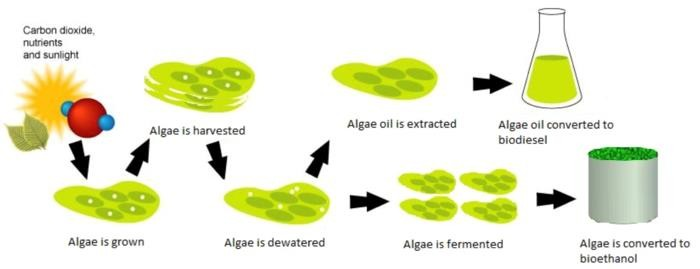 Carbon dioxide,
nutrients
and sunlight
Algae is harvested
Algae oil is extracted
Algae oil converted to
biodiesel
Algae is grown
Algae is dewatered
Algae is fermented
Algae is converted to
bioethanol